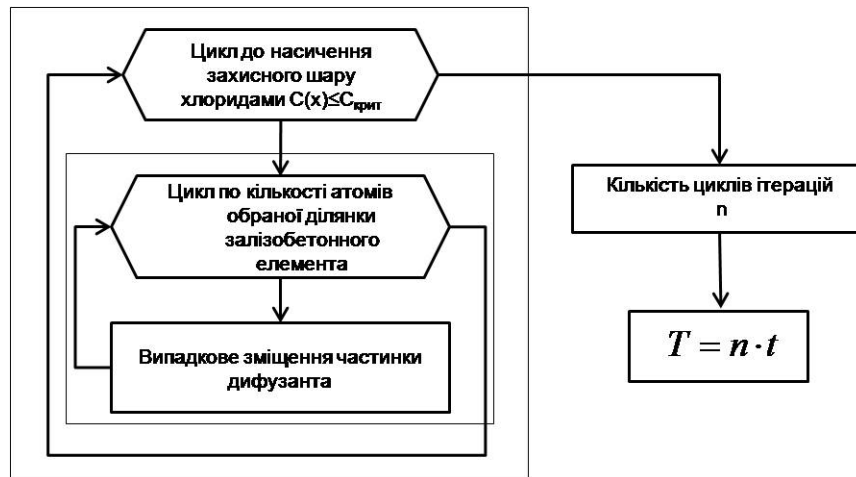 Цикл до насичення
захисного шару
хлоридами C(x)≤Cкрит
Цикл по кількості атомів
обраної ділянки
залізобетонного
елемента
Випадкове зміщення частинки
дифузанта
Кількість циклів ітерацій
n
T = n · t